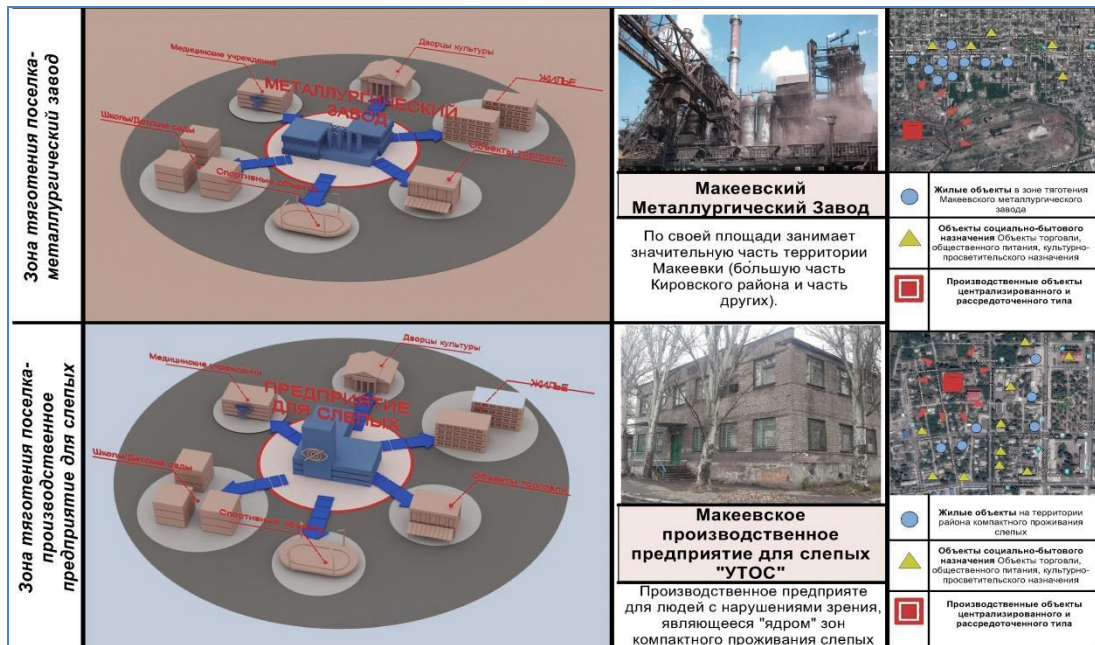 Зона тяготения поселка-
металлургический завод
Медицинские учреждения
Дворцы культуры
ЖИЛЬЕ
МЕТАЛЛУРГИЧЕСКИЙ
ЗАВОД
Школы/Детские сады
Объекты торговли
Спортивные объекты
Макеевский
Металлургический Завод
По своей площади занимает
значительную часть территории
Макеевки (бо́льшую часть
Кировского района и часть
других).
Жилые объекты в зоне тяготения
Макеевского металлургического
завода
Объекты социально-бытового
назначения Объекты торговли,
общественного питания, культурно-
просветительского назначения
Производственные объекты
централизированного и
рассредоточенного типа
Зона тяготения поселка-
производственное
предприятие для слепых
Медицинские учреждения
Дворцы культуры
ЖИЛЬЕ
ПРЕДПРИЯТИЕ
ДЛЯ СЛЕПЫХ
Школы/Детские сады
Объекты торговли
Спортивные объекты
Макеевское
производственное
предприятие для слепых
"УТОС"
Производственное предприяте
для людей с нарушениями зрения,
являющееся "ядром" зон
компактного проживания слепых
Жилые объекты на территории
района компактного проживания
слепых
Объекты социально-бытового
назначения Объекты торговли,
общественного питания, культурно-
просветительского назначения
Производственные объекты
централизированного и
рассредоточенного типа